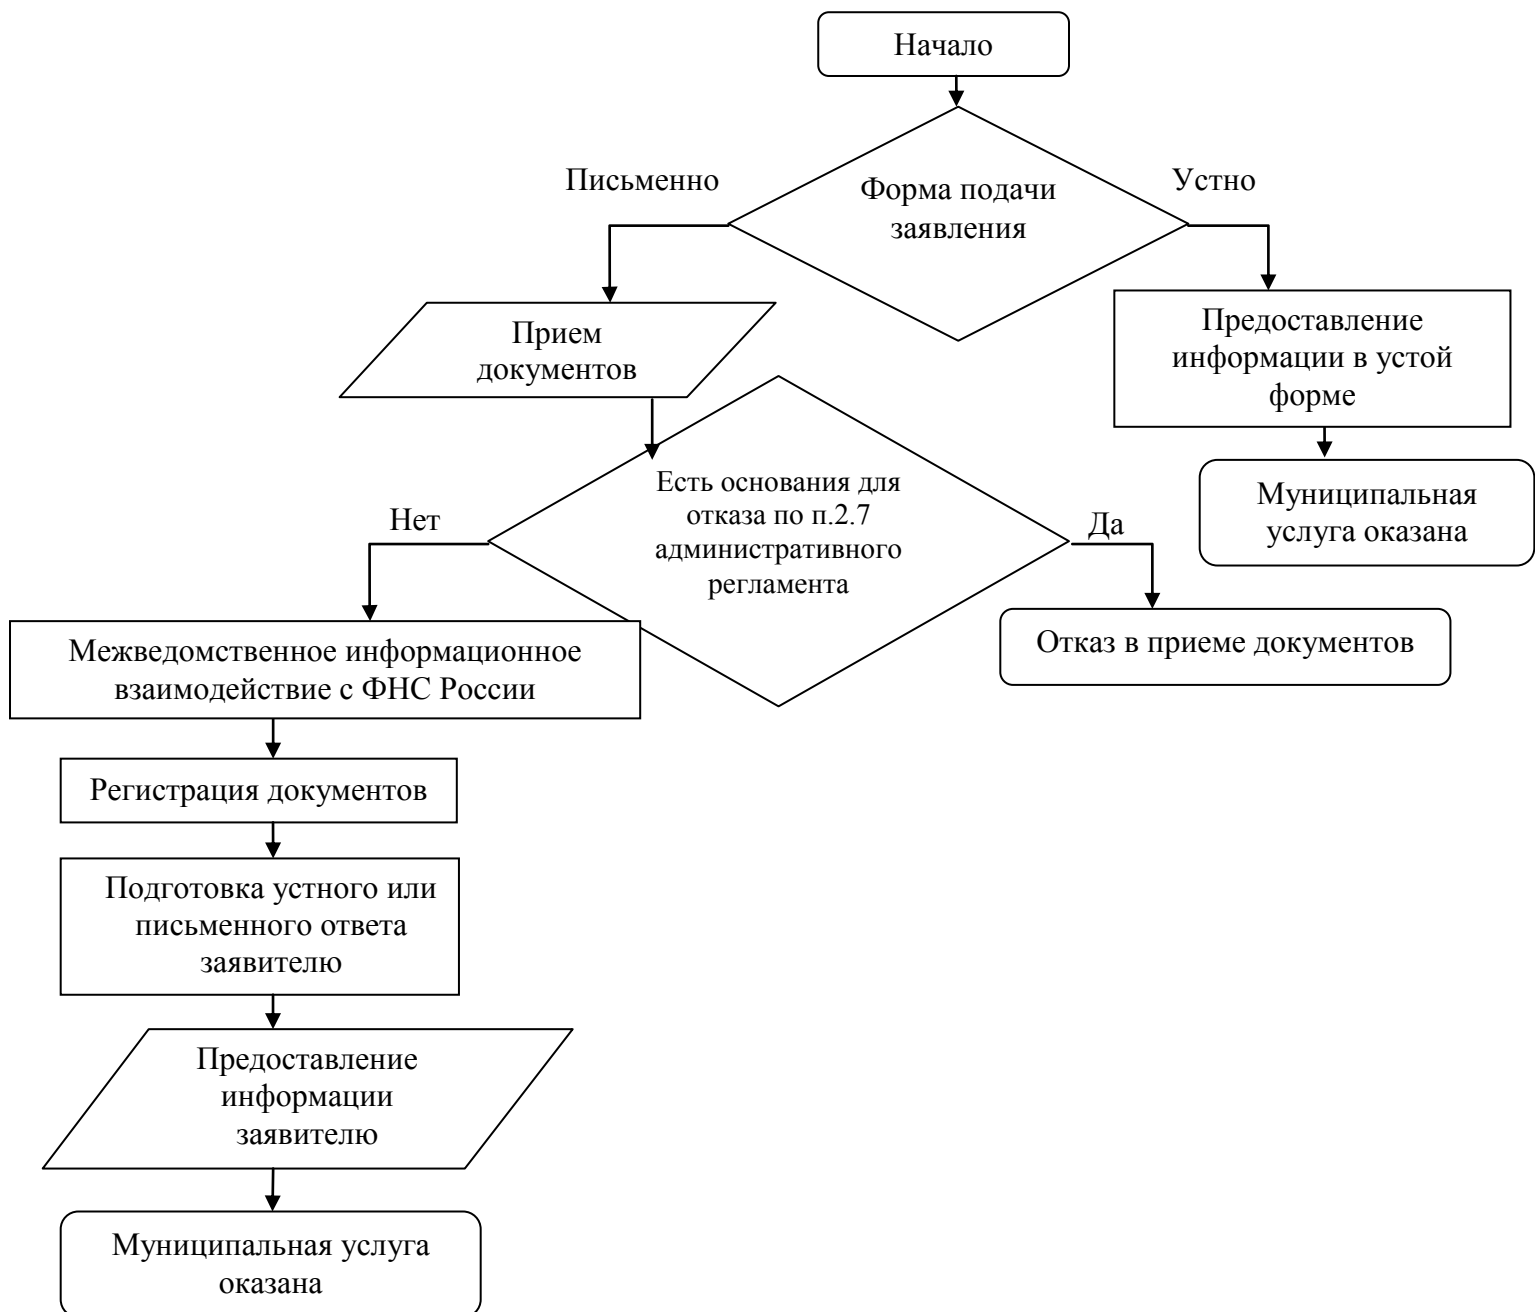 Начало
Письменно
Форма подачи
заявления
Устно
Прием
документов
Предоставление
информации в устой
форме
Есть основания для
отказа по п.2.7
административного
регламента
Муниципальная
услуга оказана
Нет
Да
Межведомственное информационное
взаимодействие с ФНС России
Отказ в приеме документов
Регистрация документов
Подготовка устного или
письменного ответа
заявителю
Предоставление
информации
заявителю
Муниципальная услуга
оказана